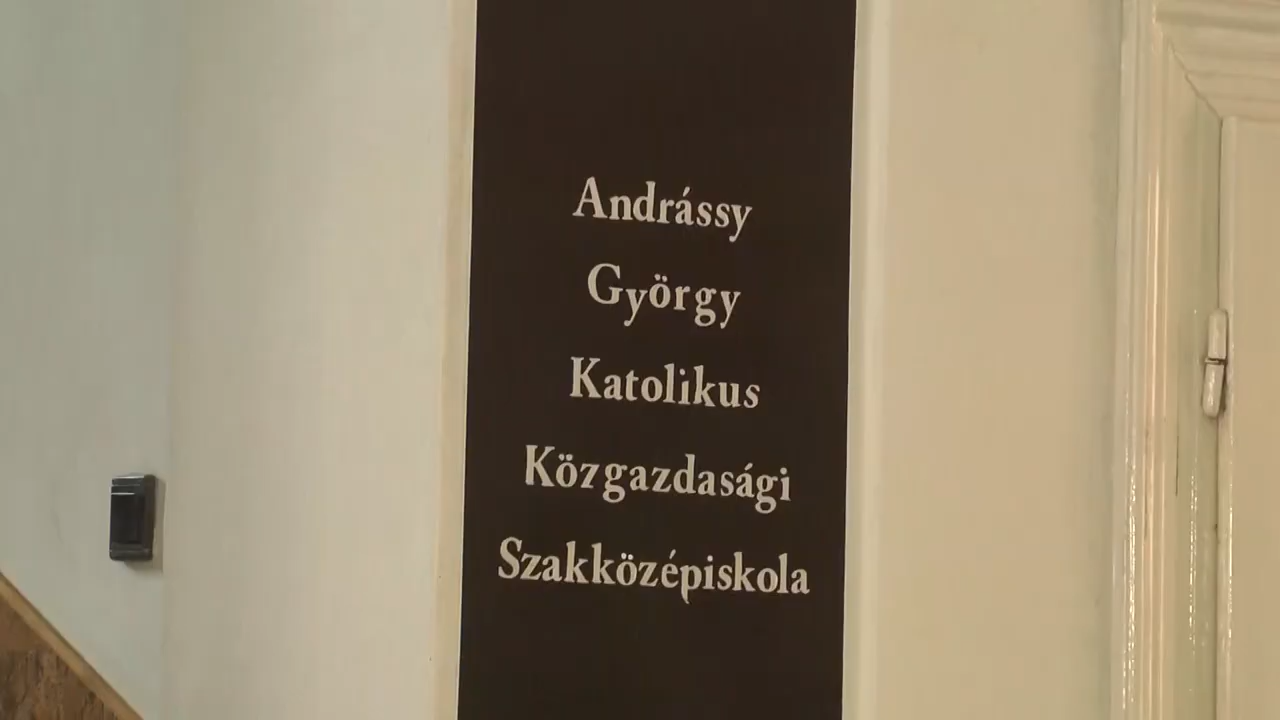 Andrássy
György
Katolikus
Közgazdasági
Szakközépiskola